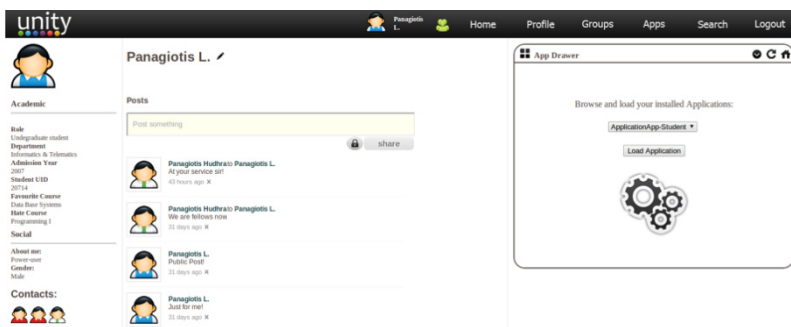 unity
Panagiotis
L.
Home
Profile
Groups
Apps
Search
Logout
Academic
Role
Undergraduate student
Department
Informatics & Telematics
Admission Year
2007
Student UID
20714
Favourite Course
Data Base Systems
Hate Course
Programming I
Social
About me:
Power-user
Gender:
Male
Contacts:
Panagiotis L.
Posts
Post something
share
Panagiotis Hudhrato Panagiotis L.
At your service sir!
43 hours ago ✕
Panagiotis Hudhrato Panagiotis L.
We are fellows now
31 days ago ✕
Panagiotis L.
Public Post!
31 days ago ✕
Panagiotis L.
Just for me!
31 days ago ✕
App Drawer
Browse and load your installed Applications:
ApplicationApp-Student
Load Application